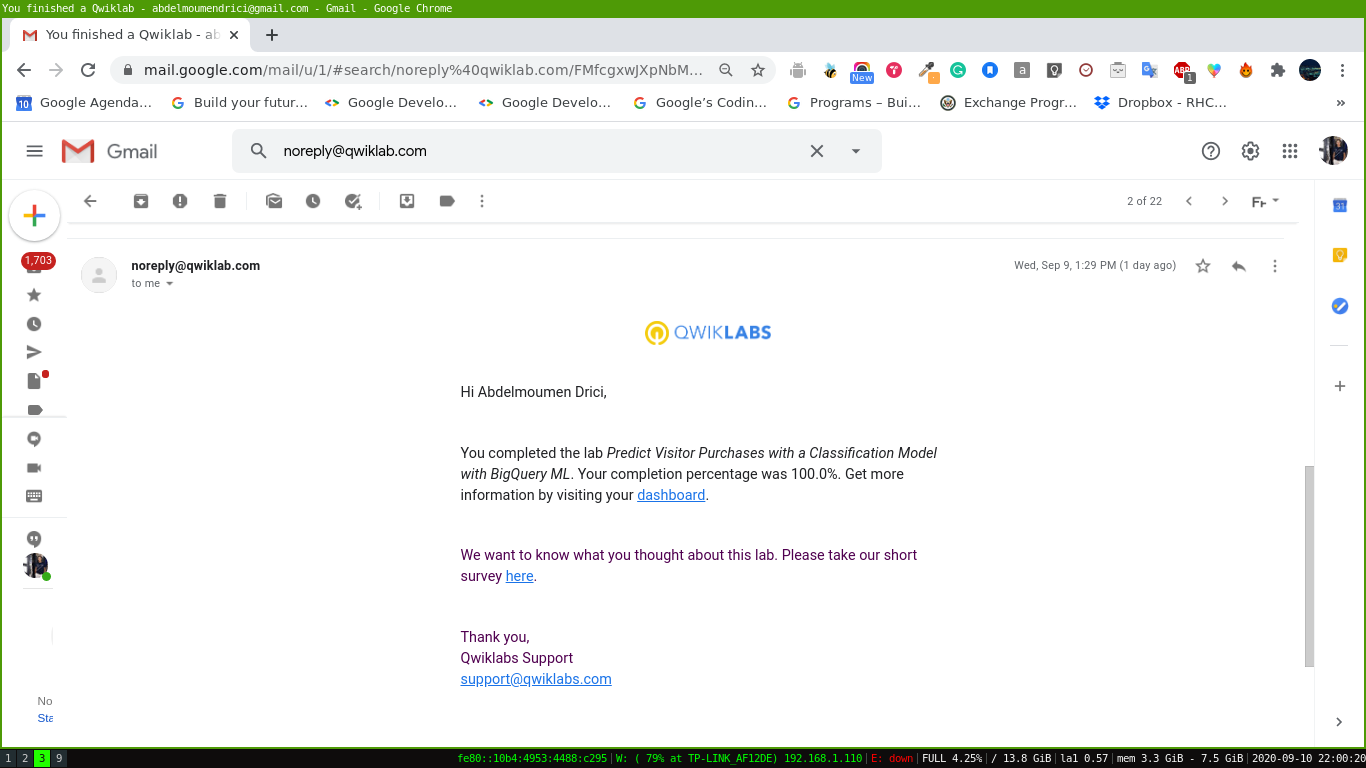 You finished a Qwiklab - abdelmoumendrici@gmail.com - Gmail - Google Chrome
You finished a Qwiklab - ab
mail.google.com/mail/u/1/#search/noreply%40qwiklab.com/FMfcgxwJXpNbM...
New
a
ABP
1
10 Google Agenda...
Build your futur...
Google Develo...
Google Develo...
Google's Coding...
Programs – Bui...
Exchange Progr...
Dropbox - RHC...
»
Gmail
noreply@qwiklab.com
2 of 22
31
1,703
noreply@qwiklab.com
Wed, Sep 9, 1:29 PM (1 day ago)
to me
QWIKLABS
Hi Abdelmoumen Drici,
You completed the lab Predict Visitor Purchases with a Classification Model
with BigQuery ML. Your completion percentage was 100.0%. Get more
information by visiting your dashboard.
We want to know what you thought about this lab. Please take our short
survey here.
Thank you,
Qwiklabs Support
support@qwiklabs.com
No
Sta
1 2 3 9
fe80::10b4:4953:4488:c295 | W: ( 79% at TP-LINK_AF12DE) 192.168.1.110 | E: down | FULL 4.25% | / 13.8 GiB | la1 0.57 | mem 3.3 GiB - 7.5 GiB | 2020-09-10 22:00:20